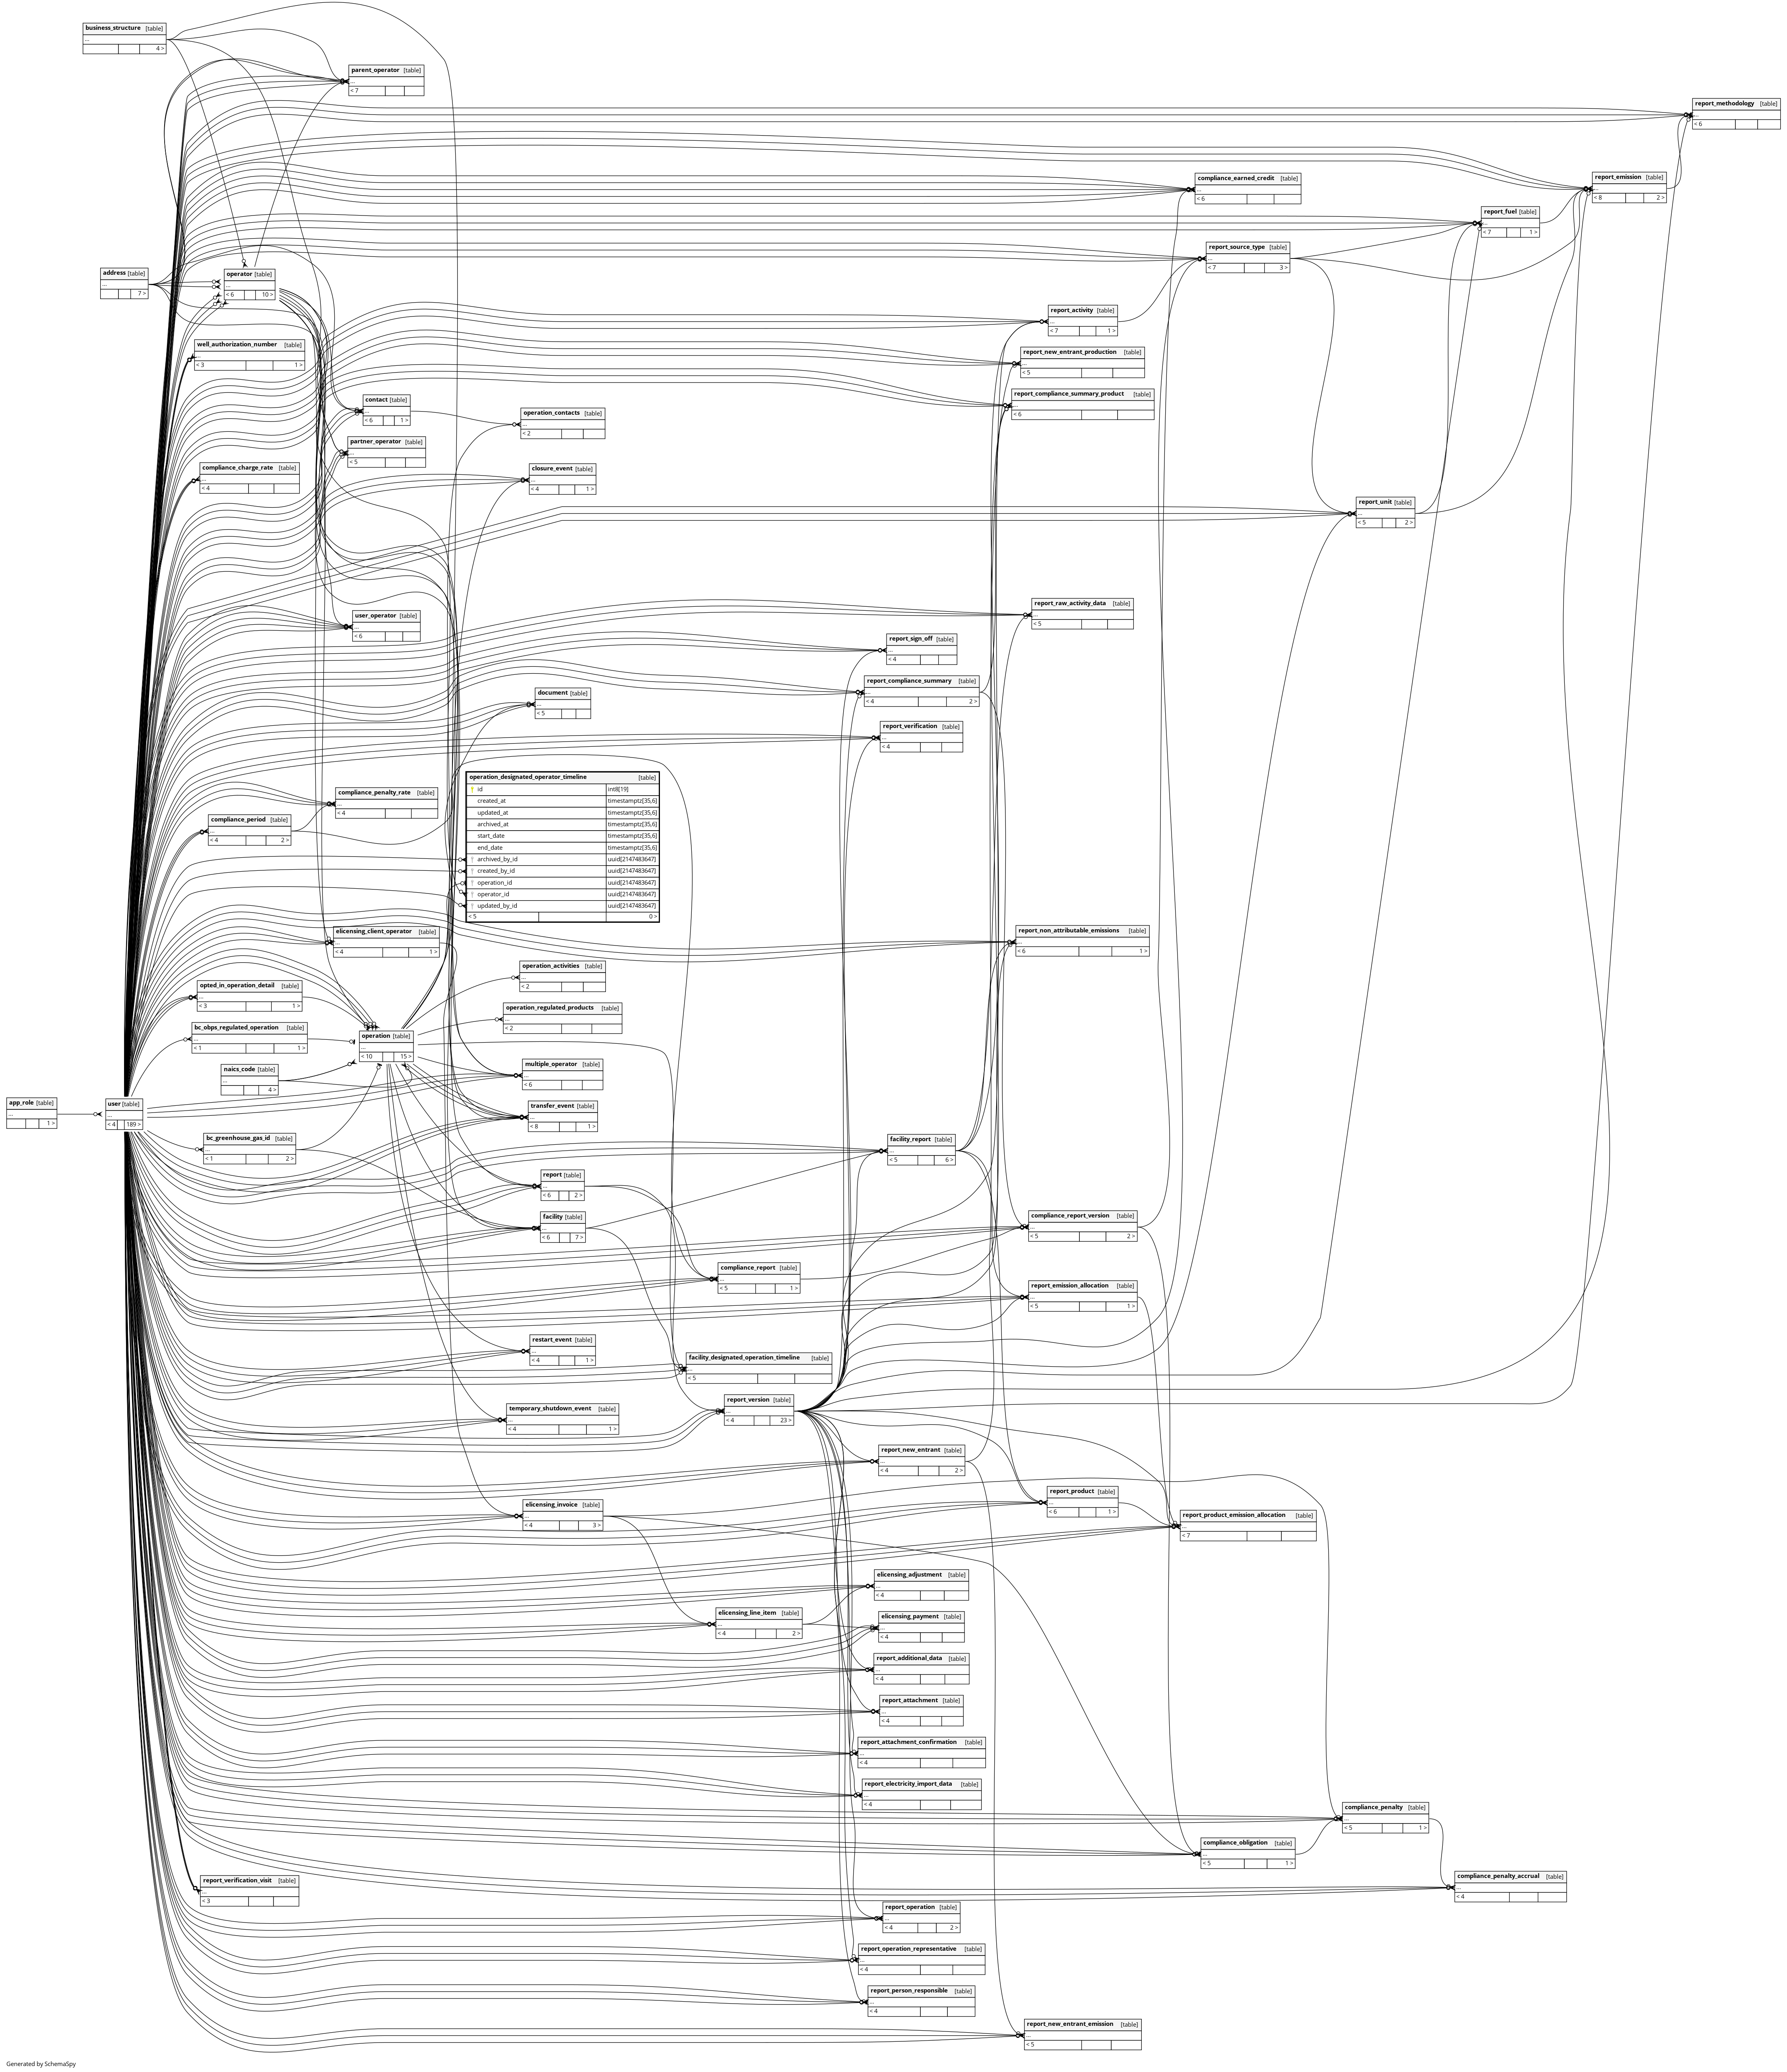 business_structure [table]
...
4 >
parent_operator [table]
...
< 7
report_methodology [table]
...
< 6
report_emission [table]
...
< 8 2 >
compliance_earned_credit [table]
...
< 6
report_fuel [table]
...
< 7 1 >
report_source_type [table]
...
< 7 3 >
address [table]
...
7 >
operator [table]
...
< 6 10 >
report_activity [table]
...
< 7 1 >
well_authorization_number [table]
...
< 3 1 >
report_new_entrant_production [table]
...
< 5
report_compliance_summary_product [table]
...
< 6
contact [table]
...
< 6 1 >
operation_contacts [table]
...
< 2
partner_operator [table]
...
< 5
compliance_charge_rate [table]
...
< 4
closure_event [table]
...
< 4 1 >
report_unit [table]
...
< 5 2 >
report_raw_activity_data [table]
...
< 5
user_operator [table]
...
< 6
report_sign_off [table]
...
< 4
report_compliance_summary [table]
...
< 4 2 >
document [table]
...
< 5
report_verification [table]
...
< 4
operation_designated_operator_timeline [table]
id int8[19]
created_at timestamptz[35,6]
updated_at timestamptz[35,6]
archived_at timestamptz[35,6]
start_date timestamptz[35,6]
end_date timestamptz[35,6]
archived_by_id uuid[2147483647]
created_by_id uuid[2147483647]
operation_id uuid[2147483647]
operator_id uuid[2147483647]
updated_by_id uuid[2147483647]
< 5 0 >
compliance_penalty_rate [table]
...
< 4
compliance_period [table]
...
< 4 2 >
elicensing_client_operator [table]
...
< 4 1 >
report_non_attributable_emissions [table]
...
< 6 1 >
operation_activities [table]
...
< 2
opted_in_operation_detail [table]
...
< 3 1 >
operation_regulated_products [table]
...
< 2
bc_obps_regulated_operation [table]
...
< 1 1 >
operation [table]
...
< 10 15 >
naics_code [table]
...
4 >
multiple_operator [table]
...
< 6
app_role [table]
...
1 >
user [table]
...
< 4 189 >
transfer_event [table]
...
< 8 1 >
bc_greenhouse_gas_id [table]
...
< 1 2 >
facility_report [table]
...
< 5 6 >
report [table]
...
< 6 2 >
facility [table]
...
< 6 7 >
compliance_report_version [table]
...
< 5 2 >
compliance_report [table]
...
< 5 1 >
report_emission_allocation [table]
...
< 5 1 >
restart_event [table]
...
< 4 1 >
facility_designated_operation_timeline [table]
...
< 5
report_version [table]
...
< 4 23 >
temporary_shutdown_event [table]
...
< 4 1 >
report_new_entrant [table]
...
< 4 2 >
report_product [table]
...
< 6 1 >
elicensing_invoice [table]
...
< 4 3 >
report_product_emission_allocation [table]
...
< 7
elicensing_adjustment [table]
...
< 4
elicensing_line_item [table]
...
< 4 2 >
elicensing_payment [table]
...
< 4
report_additional_data [table]
...
< 4
report_attachment [table]
...
< 4
report_attachment_confirmation [table]
...
< 4
report_electricity_import_data [table]
...
< 4
compliance_penalty [table]
...
< 5 1 >
compliance_obligation [table]
...
< 5 1 >
compliance_penalty_accrual [table]
...
< 4
report_verification_visit [table]
...
< 3
report_operation [table]
...
< 4 2 >
report_operation_representative [table]
...
< 4
report_person_responsible [table]
...
< 4
report_new_entrant_emission [table]
...
< 5
Generated by SchemaSpy